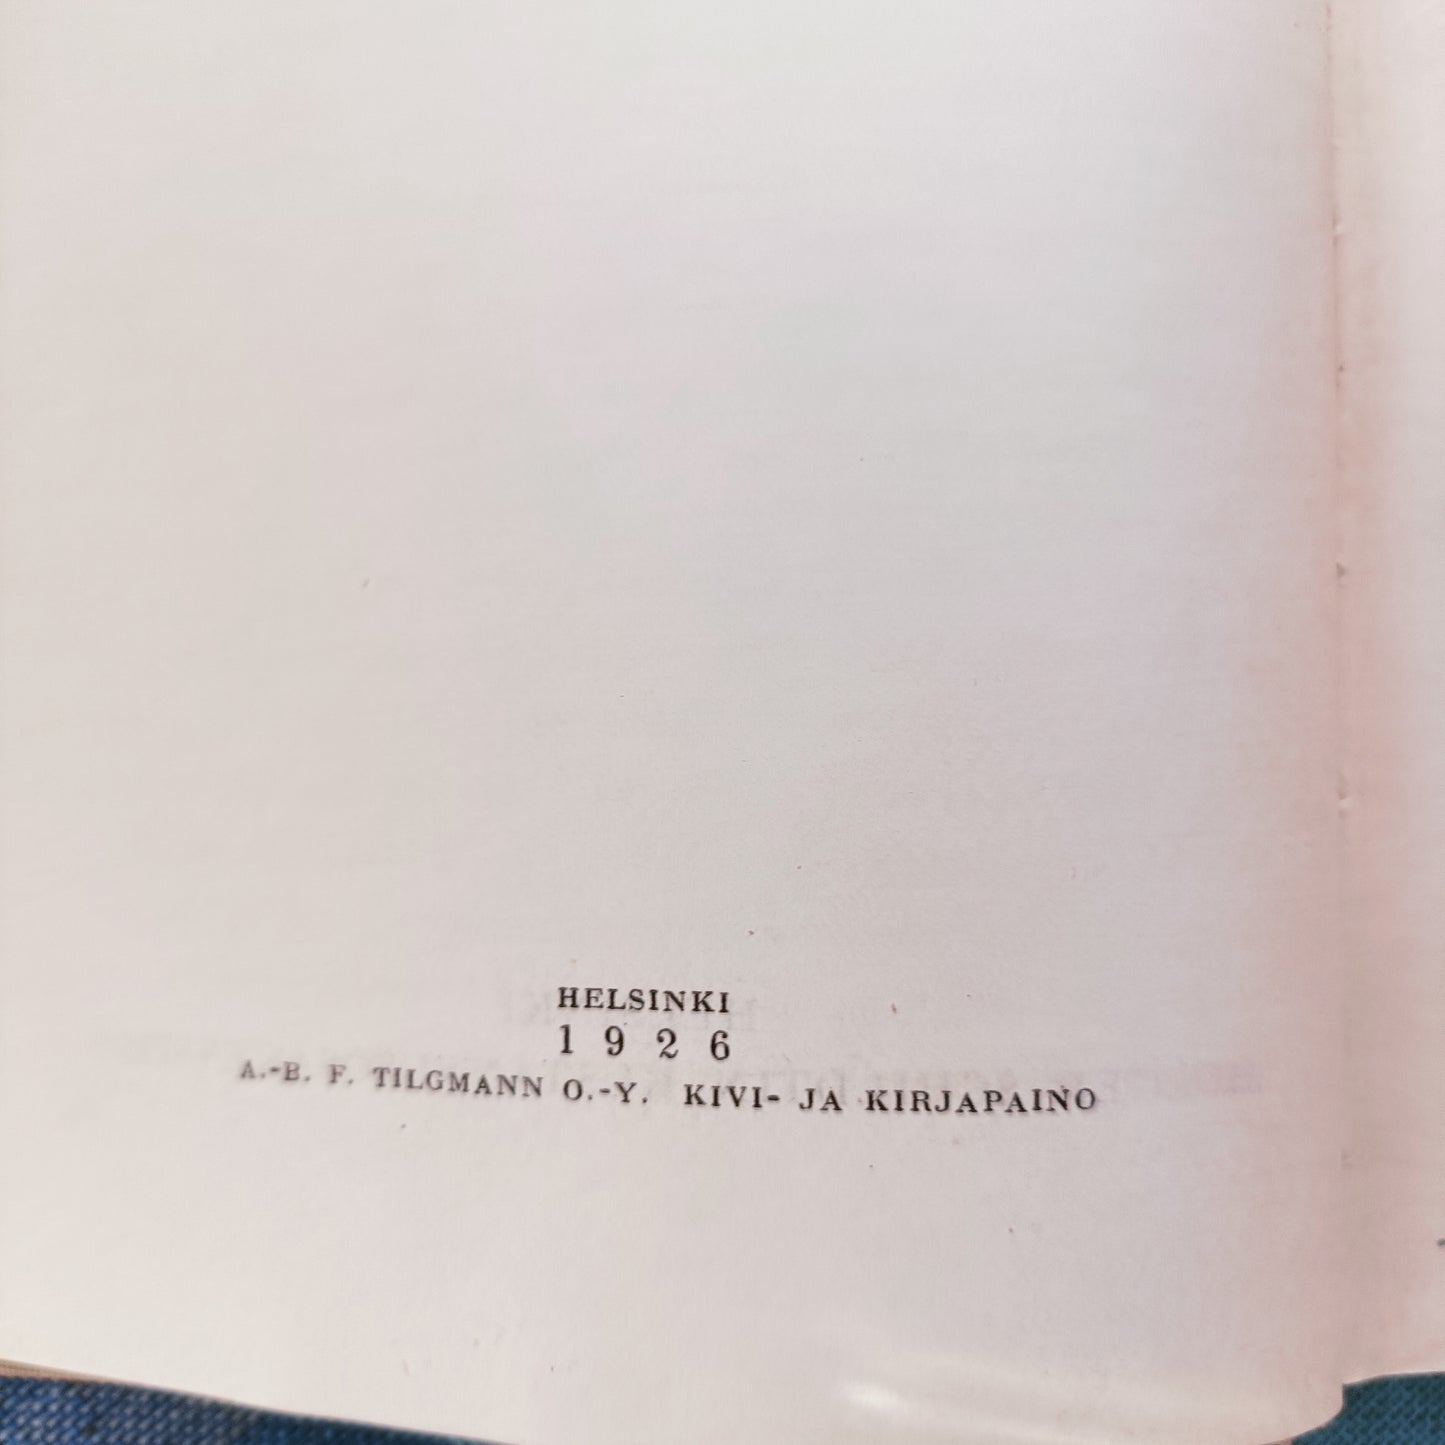 HELSINKI
1926
A.-B. F. TILGMANN O.-Y. KIVI- JA KIRJAPAINO